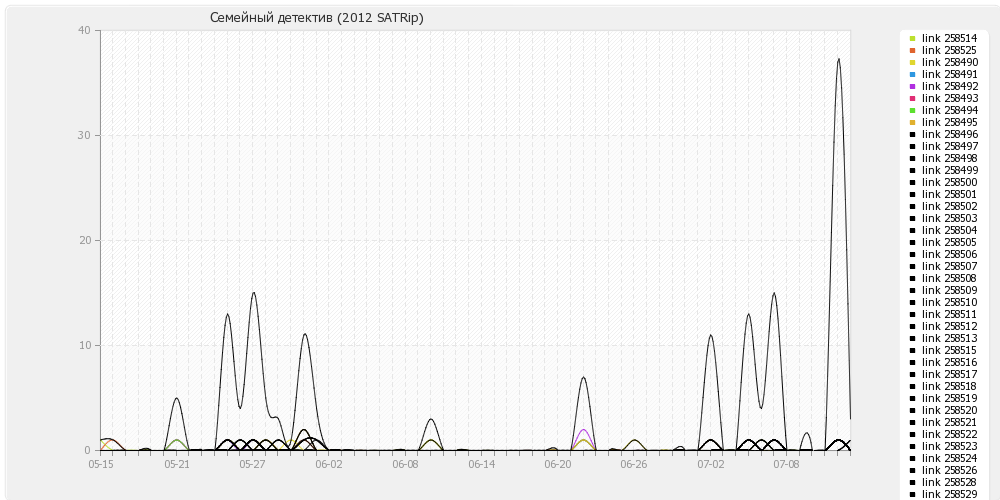 Семейный детектив (2012 SATRip)
40
30
20
10
0
05-15 05-21 05-27 06-02 06-08 06-14 06-20 06-26 07-02 07-08
link 258514
link 258525
link 258490
link 258491
link 258492
link 258493
link 258494
link 258495
link 258496
link 258497
link 258498
link 258499
link 258500
link 258501
link 258502
link 258503
link 258504
link 258505
link 258506
link 258507
link 258508
link 258509
link 258510
link 258511
link 258512
link 258513
link 258515
link 258516
link 258517
link 258518
link 258519
link 258520
link 258521
link 258522
link 258523
link 258524
link 258526
link 258528
link 258529